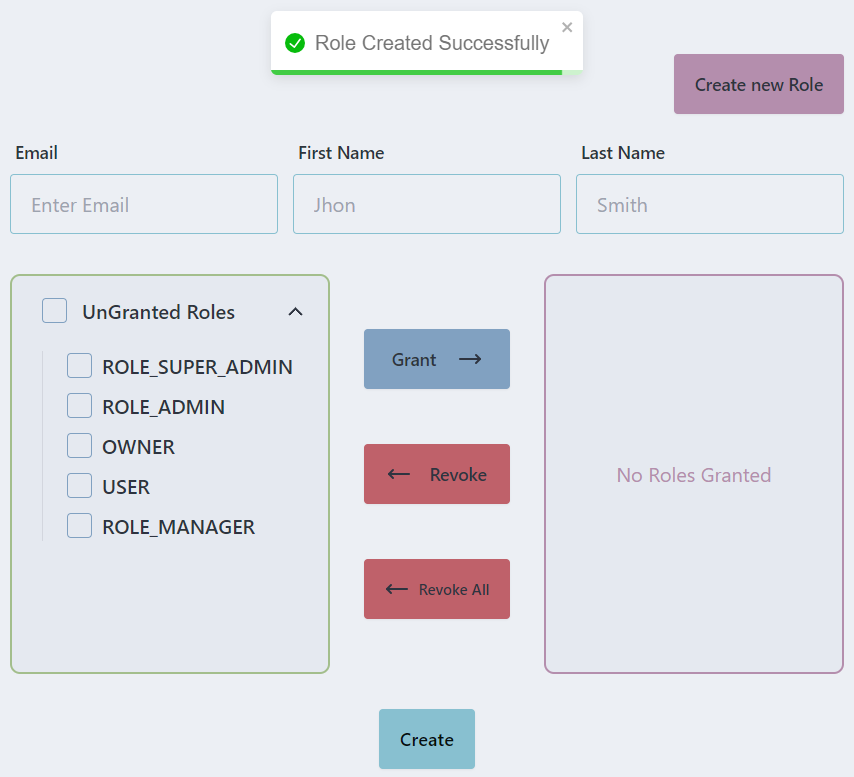 Role Created Successfully
Create new Role
Email
First Name
Last Name
Enter Email
Jhon
Smith
UnGranted Roles
ROLE_SUPER_ADMIN
ROLE_ADMIN
OWNER
USER
ROLE_MANAGER
Grant
Revoke
Revoke All
No Roles Granted
Create